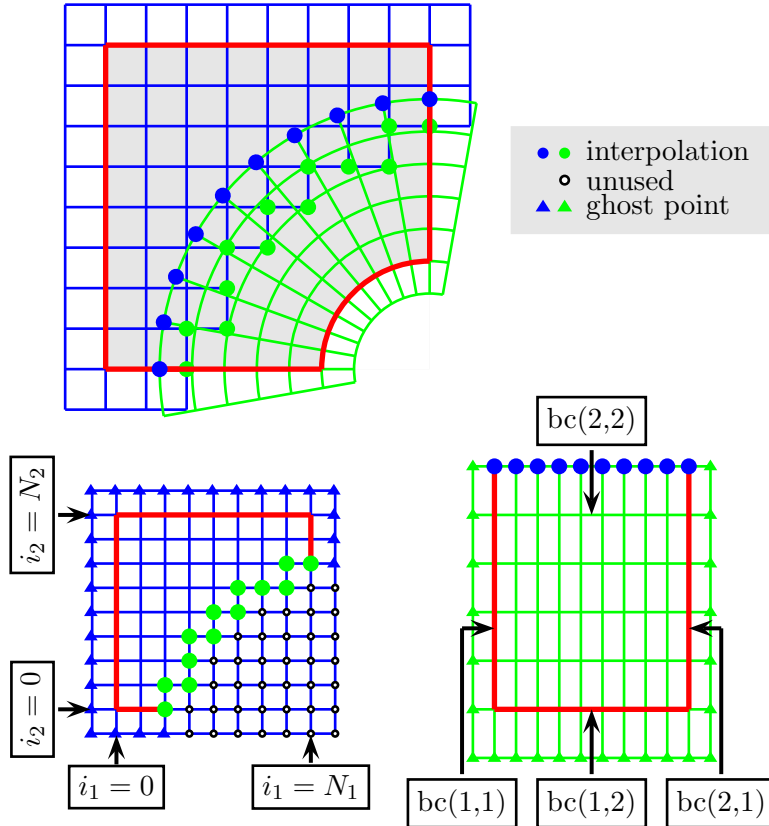 interpolation
unused
ghost point
bc(2,2)
i₂ = N₂
i₂ = 0
i₁ = 0
i₁ = N₁
bc(1,1)
bc(1,2)
bc(2,1)